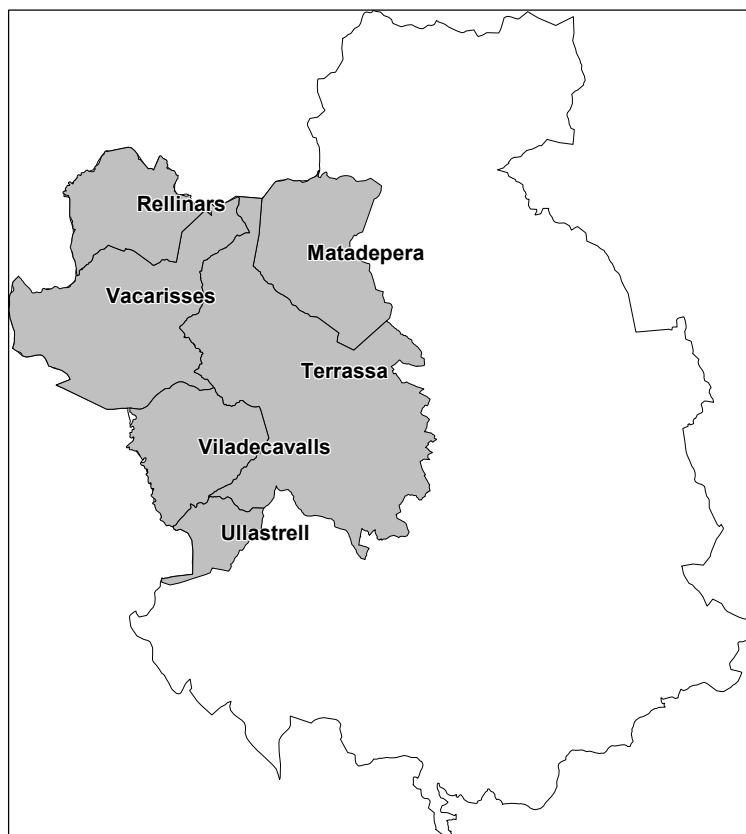 Rellinars
Matadepera
Vacarisses
Terrassa
Viladecavalls
Ullastrell